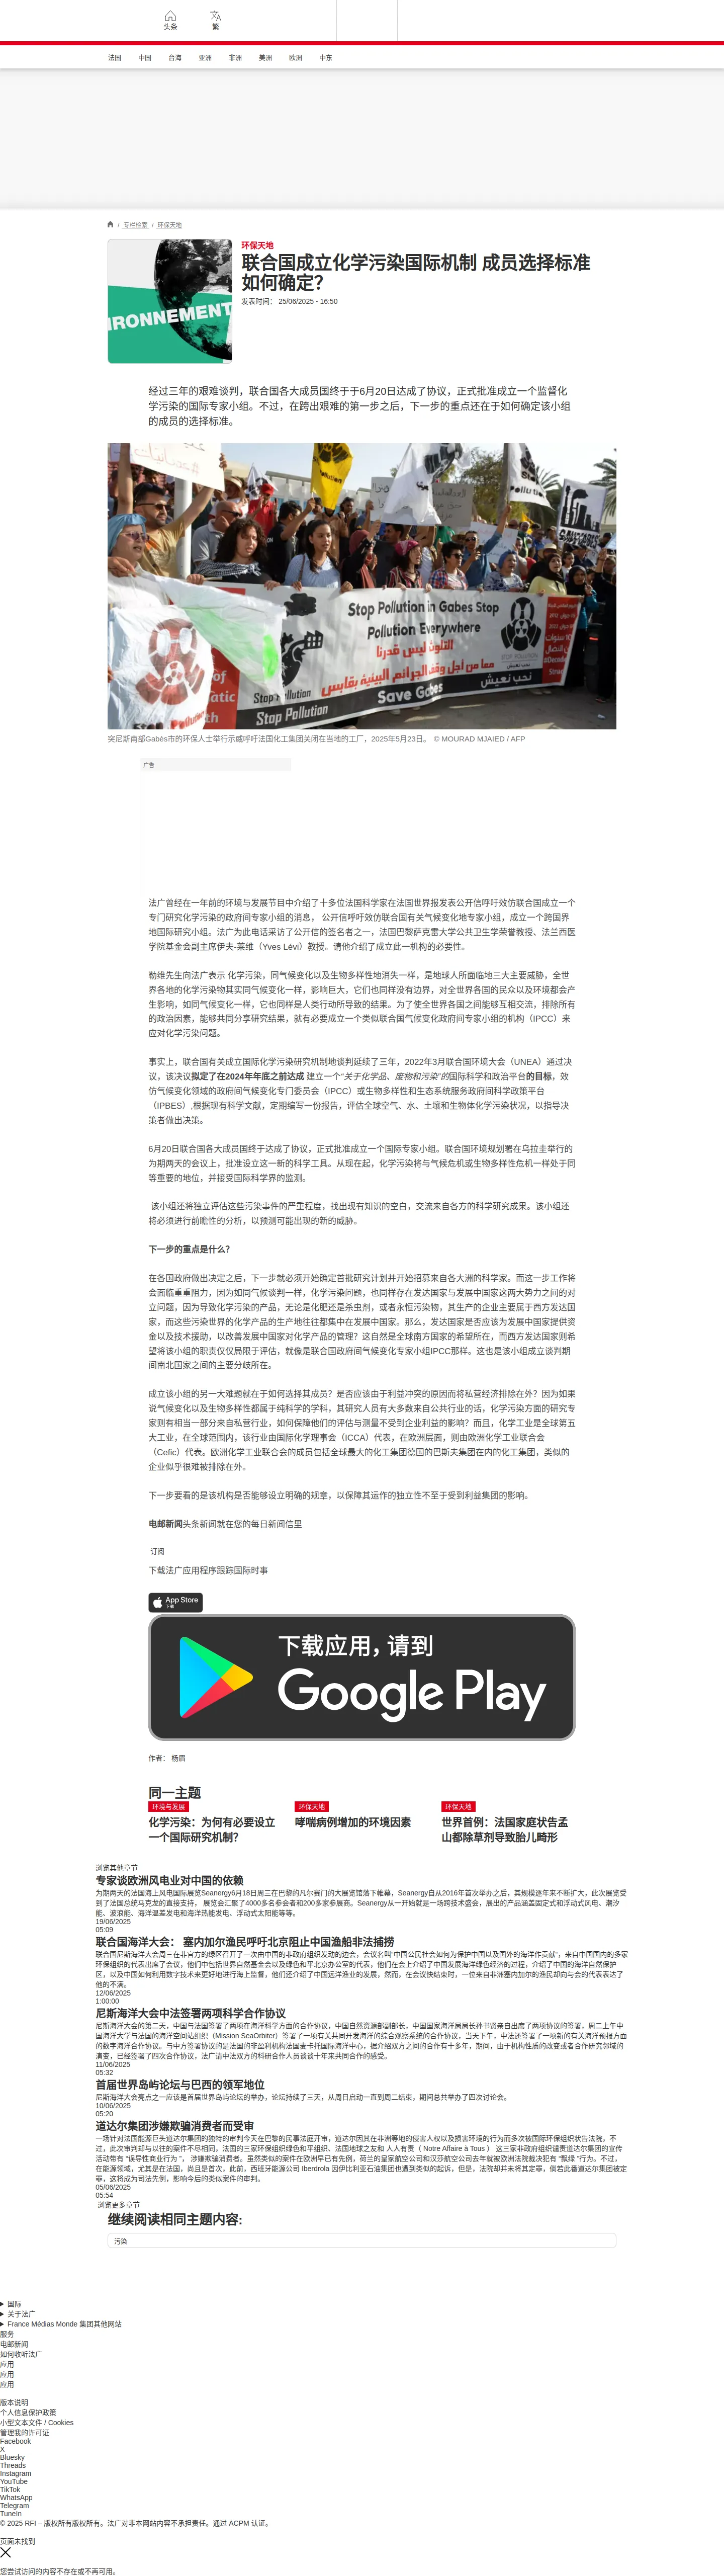 头条
繁
法国
中国
台海
亚洲
非洲
美洲
欧洲
中东
/ 专栏检索 / 环保天地
IRONNEMENT
环保天地
联合国成立化学污染国际机制 成员选择标准
如何确定?
发表时间： 25/06/2025 - 16:50
经过三年的艰难谈判，联合国各大成员国终于于6月20日达成了协议，正式批准成立一个监督化
学污染的国际专家小组。不过，在跨出艰难的第一步之后，下一步的重点还在于如何确定该小组
的成员的选择标准。
Stop Pollution in Gabes Stop
Pollution Everywhere
التلوث ليس قدرنا
معا من أجل وقف الجرائم البيئية بقابس
Stop Pollution
Save Gabes
نحب نعيش
突尼斯南部Gabès市的环保人士举行示威呼吁法国化工集团关闭在当地的工厂，2025年5月23日。 © MOURAD MJAIED / AFP
广告
法广曾经在一年前的环境与发展节目中介绍了十多位法国科学家在法国世界报发表公开信呼吁效仿联合国成立一个
专门研究化学污染的政府间专家小组的消息， 公开信呼吁效仿联合国有关气候变化地专家小组，成立一个跨国界
地国际研究小组。法广为此电话采访了公开信的签名者之一，法国巴黎萨克雷大学公共卫生学荣誉教授、法兰西医
学院基金会副主席伊夫-莱维（Yves Lévi）教授。请他介绍了成立此一机构的必要性。
勒维先生向法广表示 化学污染，同气候变化以及生物多样性地消失一样，是地球人所面临地三大主要威胁，全世
界各地的化学污染物其实同气候变化一样，影响巨大，它们也同样没有边界，对全世界各国的民众以及环境都会产
生影响，如同气候变化一样，它也同样是人类行动所导致的结果。为了使全世界各国之间能够互相交流，排除所有
的政治因素，能够共同分享研究结果，就有必要成立一个类似联合国气候变化政府间专家小组的机构（IPCC）来
应对化学污染问题。
事实上，联合国有关成立国际化学污染研究机制地谈判延续了三年，2022年3月联合国环境大会（UNEA）通过决
议，该决议拟定了在2024年年底之前达成 建立一个“关于化学品、废物和污染”的国际科学和政治平台的目标，效
仿气候变化领域的政府间气候变化专门委员会（IPCC）或生物多样性和生态系统服务政府间科学政策平台
（IPBES）,根据现有科学文献，定期编写一份报告，评估全球空气、水、土壤和生物体化学污染状况，以指导决
策者做出决策。
6月20日联合国各大成员国终于达成了协议，正式批准成立一个国际专家小组。联合国环境规划署在乌拉圭举行的
为期两天的会议上，批准设立这一新的科学工具。从现在起，化学污染将与气候危机或生物多样性危机一样处于同
等重要的地位，并接受国际科学界的监测。
该小组还将独立评估这些污染事件的严重程度，找出现有知识的空白，交流来自各方的科学研究成果。该小组还
将必须进行前瞻性的分析，以预测可能出现的新的威胁。
下一步的重点是什么?
在各国政府做出决定之后，下一步就必须开始确定首批研究计划并开始招募来自各大洲的科学家。而这一步工作将
会面临重重阻力，因为如同气候谈判一样，化学污染问题，也同样存在发达国家与发展中国家这两大势力之间的对
立问题，因为导致化学污染的产品，无论是化肥还是杀虫剂，或者永恒污染物，其生产的企业主要属于西方发达国
家，而这些污染世界的化学产品的生产地往往都集中在发展中国家。那么，发达国家是否应该为发展中国家提供资
金以及技术援助，以改善发展中国家对化学产品的管理？这自然是全球南方国家的希望所在，而西方发达国家则希
望将该小组的职责仅仅局限于评估，就像是联合国政府间气候变化专家小组IPCC那样。这也是该小组成立谈判期
间南北国家之间的主要分歧所在。
成立该小组的另一大难题就在于如何选择其成员？是否应该由于利益冲突的原因而将私营经济排除在外？因为如果
说气候变化以及生物多样性都属于纯科学的学科，其研究人员有大多数来自公共行业的话，化学污染方面的研究专
家则有相当一部分来自私营行业，如何保障他们的评估与测量不受到企业利益的影响？而且，化学工业是全球第五
大工业，在全球范围内，该行业由国际化学理事会（ICCA）代表，在欧洲层面，则由欧洲化学工业联合会
（Cefic）代表。欧洲化学工业联合会的成员包括全球最大的化工集团德国的巴斯夫集团在内的化工集团，类似的
企业似乎很难被排除在外。
下一步要看的是该机构是否能够设立明确的规章，以保障其运作的独立性不至于受到利益集团的影响。
电邮新闻头条新闻就在您的每日新闻信里
订阅
下载法广应用程序跟踪国际时事
App Store
下载
下载应用，请到
Google Play
作者： 杨眉
同一主题
环境与发展
化学污染：为何有必要设立
一个国际研究机制?
环保天地
哮喘病例增加的环境因素
环保天地
世界首例：法国家庭状告孟
山都除草剂导致胎儿畸形
浏览其他章节
专家谈欧洲风电业对中国的依赖
为期两天的法国海上风电国际展览Seanergy6月18日周三在巴黎的凡尔赛门的大展览馆落下帷幕，Seanergy自从2016年首次举办之后，其规模逐年来不断扩大，此次展览受
到了法国总统马克龙的直接支持， 展览会汇聚了4000多名参会者和200多家参展商。Seanergy从一开始就是一场跨技术盛会，展出的产品涵盖固定式和浮动式风电、潮汐
能、波浪能、海洋温差发电和海洋热能发电、浮动式太阳能等等。
19/06/2025
05:09
联合国海洋大会： 塞内加尔渔民呼吁北京阻止中国渔船非法捕捞
联合国尼斯海洋大会周三在非官方的绿区召开了一次由中国的非政府组织发动的边会，会议名叫“中国公民社会如何为保护中国以及国外的海洋作贡献”，来自中国国内的多家
环保组织的代表出席了会议，他们中包括世界自然基金会以及绿色和平北京办公室的代表，他们在会上介绍了中国发展海洋绿色经济的过程，介绍了中国的海洋自然保护
区，以及中国如何利用数字技术来更好地进行海上监督，他们还介绍了中国远洋渔业的发展，然而，在会议快结束时，一位来自非洲塞内加尔的渔民却向与会的代表表达了
他的不满。
12/06/2025
1:00:00
尼斯海洋大会中法签署两项科学合作协议
尼斯海洋大会的第二天，中国与法国签署了两项在海洋科学方面的合作协议，中国自然资源部副部长，中国国家海洋局局长孙书贤亲自出席了两项协议的签署，周二上午中
国海洋大学与法国的海洋空间站组织（Mission SeaOrbiter）签署了一项有关共同开发海洋的综合观察系统的合作协议，当天下午，中法还签署了一项新的有关海洋预报方面
的数字海洋合作协议。与中方签署协议的是法国的非盈利机构法国麦卡托国际海洋中心，据介绍双方之间的合作有十多年，期间，由于机构性质的改变或者合作研究邻域的
演变，已经签署了四次合作协议，法广请中法双方的科研合作人员谈谈十年来共同合作的感受。
11/06/2025
05:32
首届世界岛屿论坛与巴西的领军地位
尼斯海洋大会亮点之一应该是首届世界岛屿论坛的举办，论坛持续了三天，从周日启动一直到周二结束，期间总共举办了四次讨论会。
10/06/2025
05:20
道达尔集团涉嫌欺骗消费者而受审
一场针对法国能源巨头道达尔集团的独特的审判今天在巴黎的民事法庭开审，道达尔因其在非洲等地的侵害人权以及损害环境的行为而多次被国际环保组织状告法院，不
过，此次审判却与以往的案件不尽相同，法国的三家环保组织绿色和平组织、法国地球之友和 人人有责（ Notre Affaire à Tous ） 这三家非政府组织谴责道达尔集团的宣传
活动带有 “误导性商业行为 ”， 涉嫌欺骗消费者。虽然类似的案件在欧洲早已有先例，荷兰的皇家航空公司和汉莎航空公司去年就被欧洲法院裁决犯有 “飘绿 ”行为。不过，
在能源领域，尤其是在法国，尚且是首次，此前，西班牙能源公司 Iberdrola 因伊比利亚石油集团也遭到类似的起诉，但是，法院却并未将其定罪，倘若此番道达尔集团被定
罪，这将成为司法先例，影响今后的类似案件的审判。
05/06/2025
05:54
浏览更多章节
继续阅读相同主题内容:
污染
国际
关于法广
France Médias Monde 集团其他网站
服务
电邮新闻
如何收听法广
应用
应用
应用
版本说明
个人信息保护政策
小型文本文件 / Cookies
管理我的许可证
Facebook
X
Bluesky
Threads
Instagram
YouTube
TikTok
WhatsApp
Telegram
TuneIn
© 2025 RFI – 版权所有版权所有。法广对非本网站内容不承担责任。通过 ACPM 认证。
页面未找到
您尝试访问的内容不存在或不再可用。